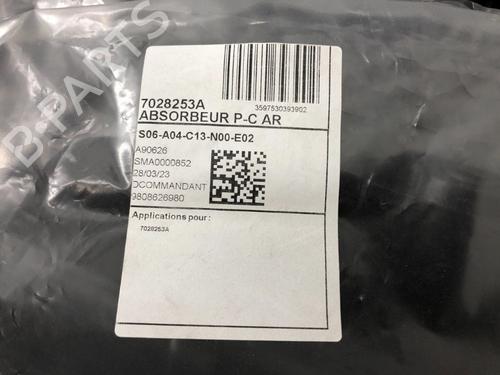 B-PARTS
3597530393902
7028253A
ABSORBEUR P-C AR
S06-A04-C13-N00-E02
A90626
SMA0000852
28/03/23
DCOMMANDANT
9808626980
Applications pour :
7028253A